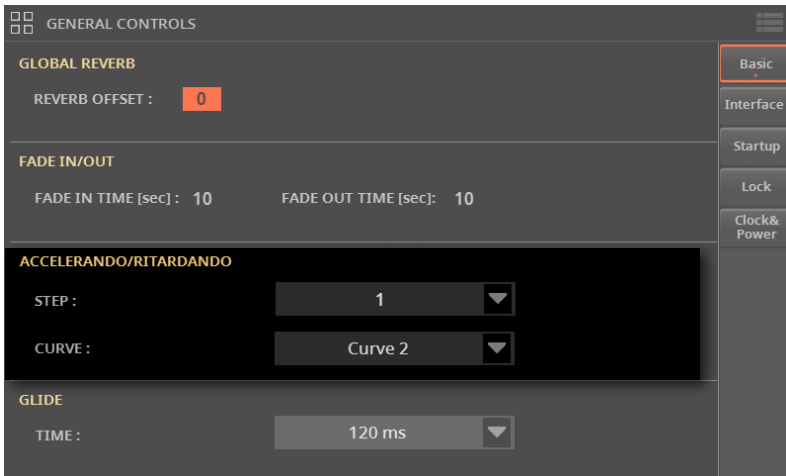 GENERAL CONTROLS
GLOBAL REVERB
REVERB OFFSET : 0
FADE IN/OUT
FADE IN TIME [sec] : 10 FADE OUT TIME [sec]: 10
ACCELERANDO/RITARDANDO
STEP : 1
CURVE : Curve 2
GLIDE
TIME : 120 ms
Basic
Interface
Startup
Lock
Clock&
Power